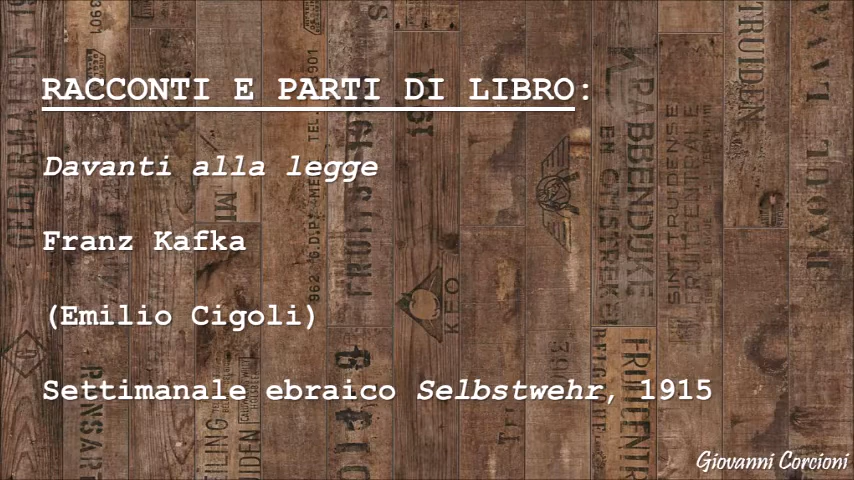 RACCONTI E PARTI DI LIBRO:
Davanti alla legge
Franz Kafka
(Emilio Cigoli)
Settimanale ebraico Selbstwehr, 1915
Giovanni Corcioni